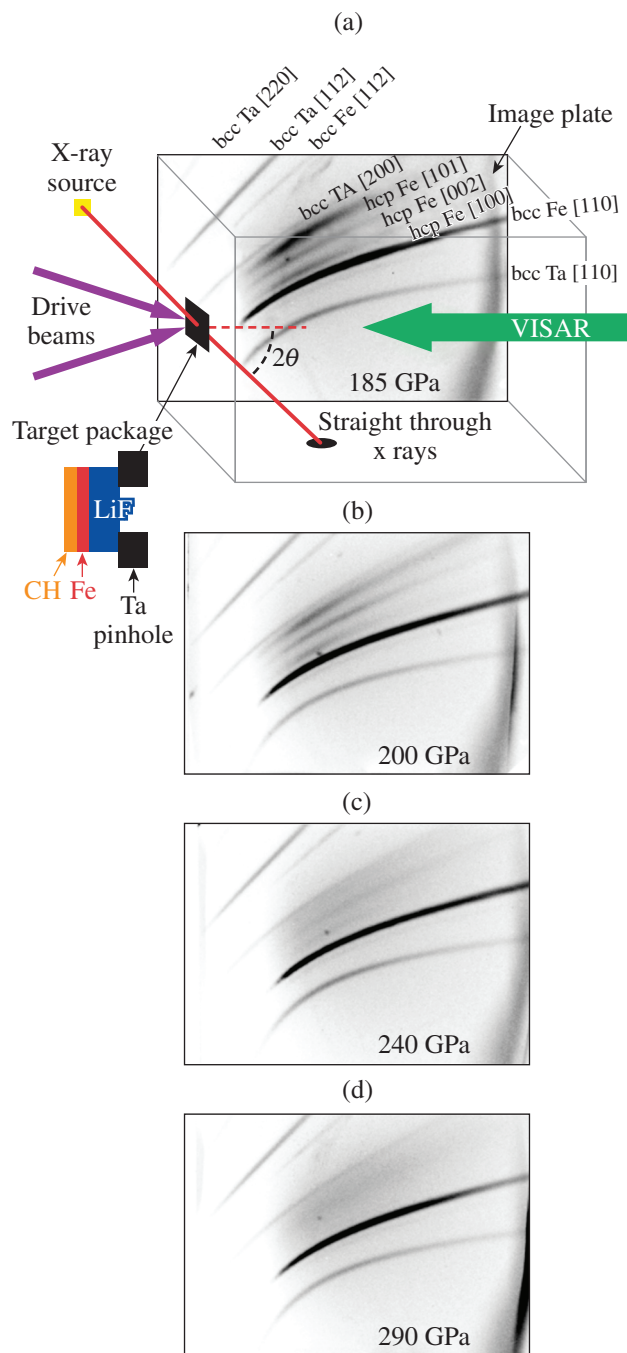 (a)
bcc Ta [220]
bcc Ta [112]
bcc Fe [112]
Image plate
X-ray
source
bcc TA [200]
hcp Fe [101]
hcp Fe [002]
hcp Fe [100]
bcc Fe [110]
bcc Ta [110]
Drive
beams
VISAR
2θ
185 GPa
Target package
Straight through
x rays
LiF
CH Fe
Ta
pinhole
(b)
200 GPa
(c)
240 GPa
(d)
290 GPa